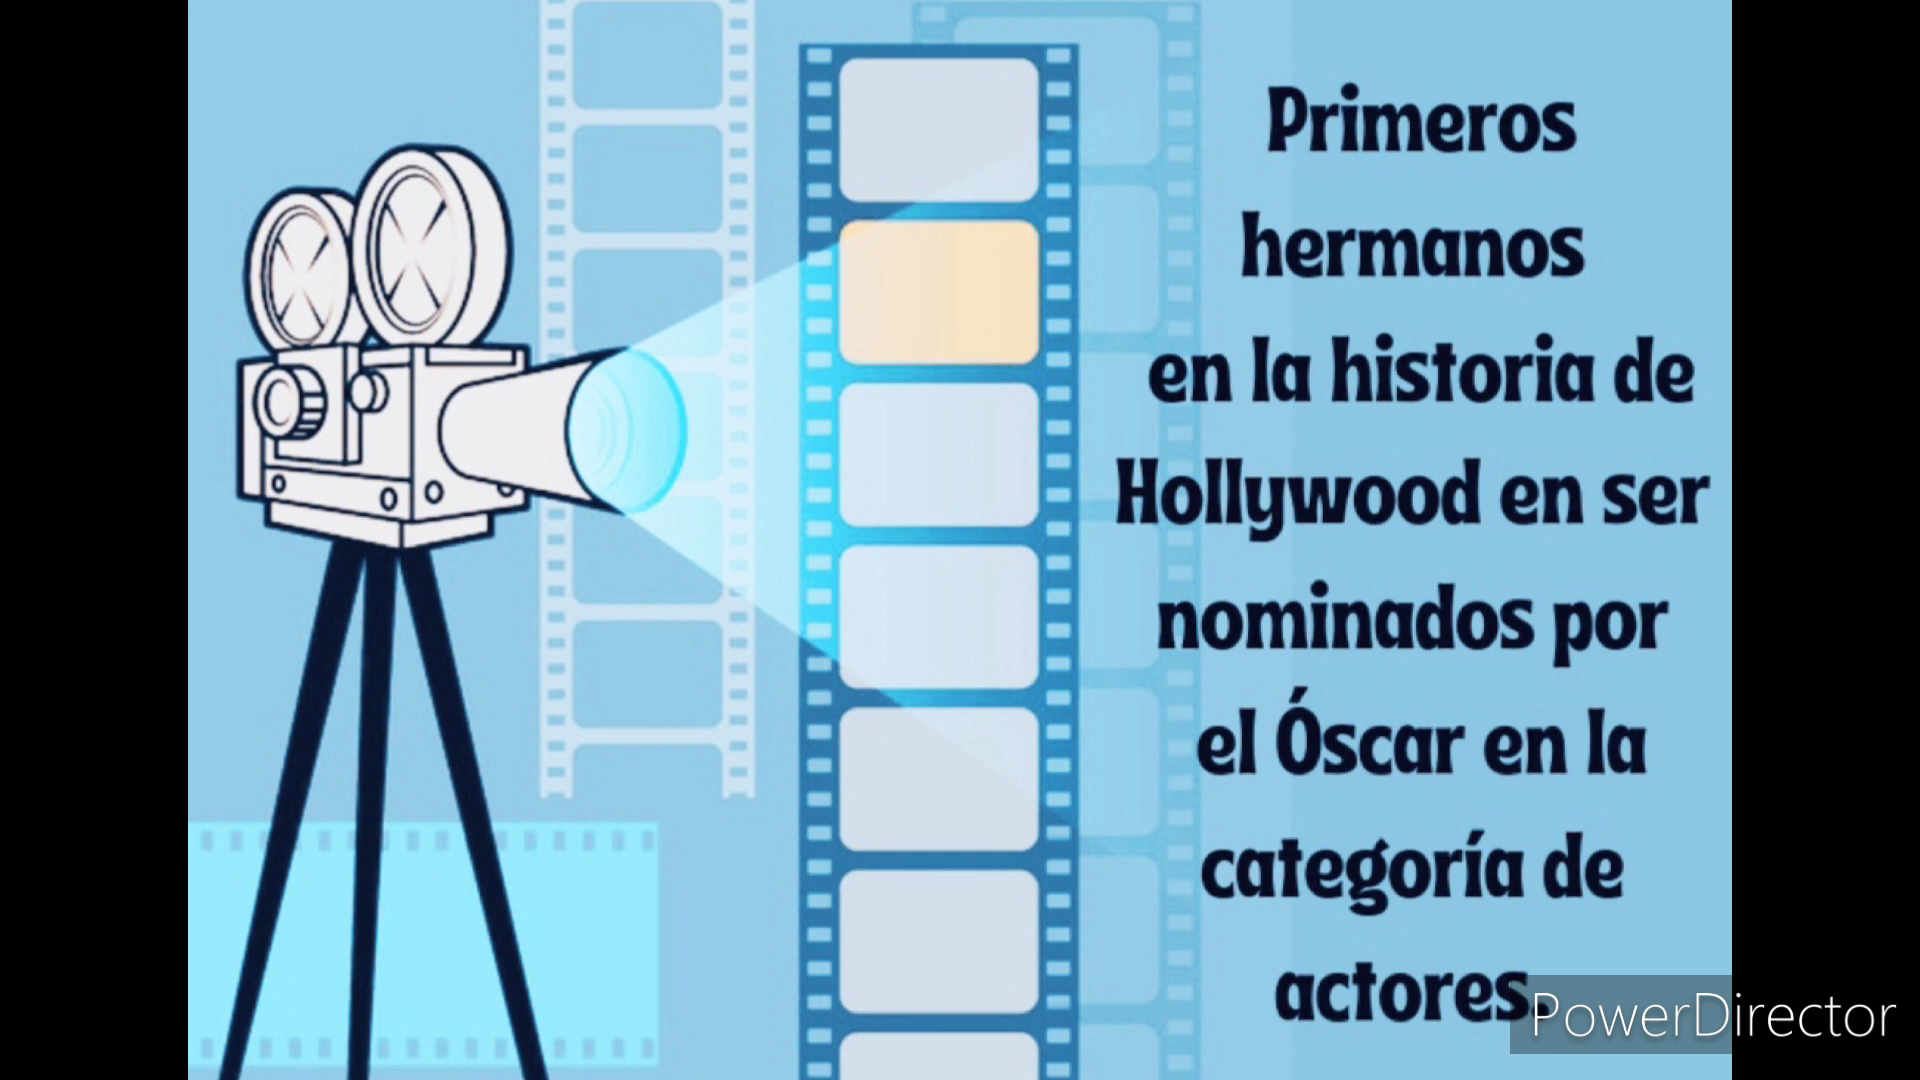 Primeros
hermanos
en la historia de
Hollywood en ser
nominados por
el Óscar en la
categoría de
actores.
PowerDirector